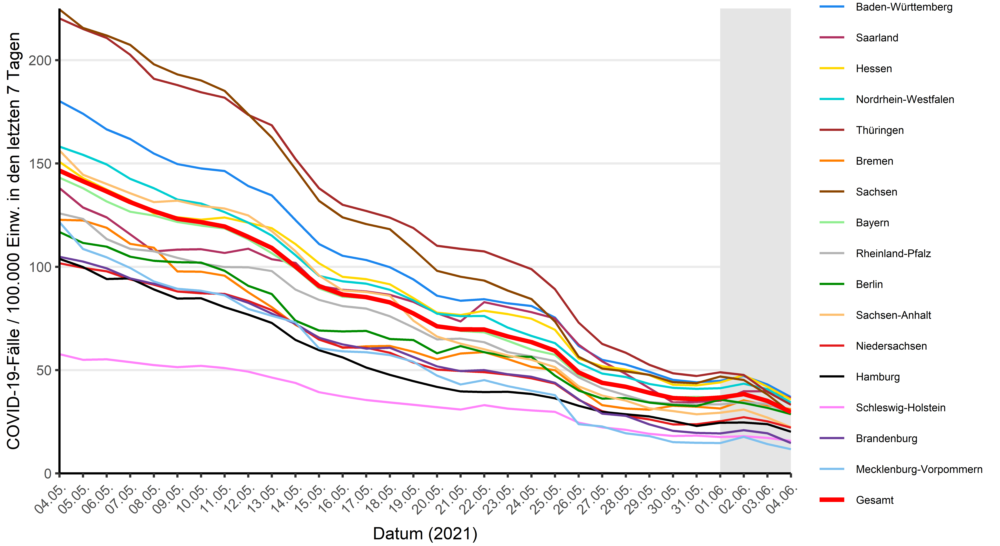 COVID-19-Fälle / 100.000 Einw. in den letzten 7 Tagen
200
150
100
50
0
04.05.
05.05.
06.05.
07.05.
08.05.
09.05.
10.05.
11.05.
12.05.
13.05.
14.05.
15.05.
16.05.
17.05.
18.05.
19.05.
20.05.
21.05.
22.05.
23.05.
24.05.
25.05.
26.05.
27.05.
28.05.
29.05.
30.05.
31.05.
01.06.
02.06.
03.06.
04.06.
Datum (2021)
Baden-Württemberg
Saarland
Hessen
Nordrhein-Westfalen
Thüringen
Bremen
Sachsen
Bayern
Rheinland-Pfalz
Berlin
Sachsen-Anhalt
Niedersachsen
Hamburg
Schleswig-Holstein
Brandenburg
Mecklenburg-Vorpommern
Gesamt